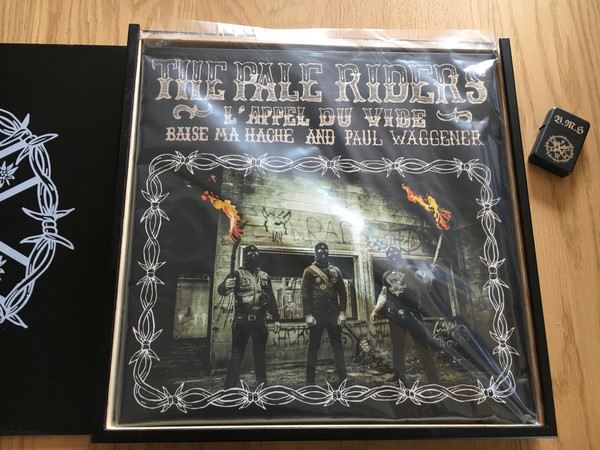 THE PALE RIDERS
L'APPEL DU VIDE
BAISE MA HACHE AND PAUL WAGGENER
B.M.H